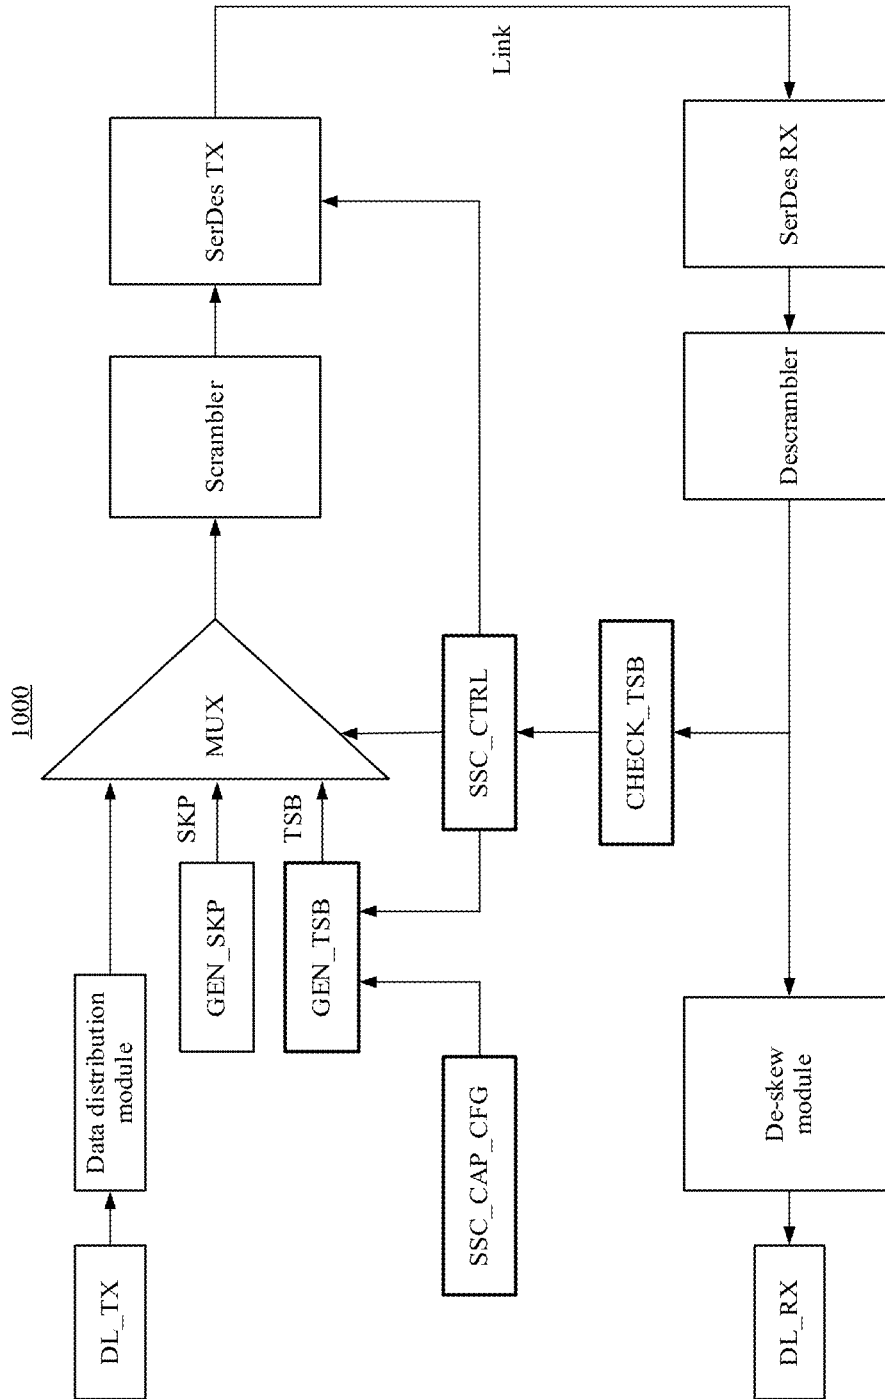 1000
DL_TX
Data distribution
module
GEN_SKP
SKP
GEN_TSB
TSB
MUX
Scrambler
SerDes TX
SSC_CAP_CFG
SSC_CTRL
CHECK_TSB
Link
DL_RX
De-skew
module
Descrambler
SerDes RX